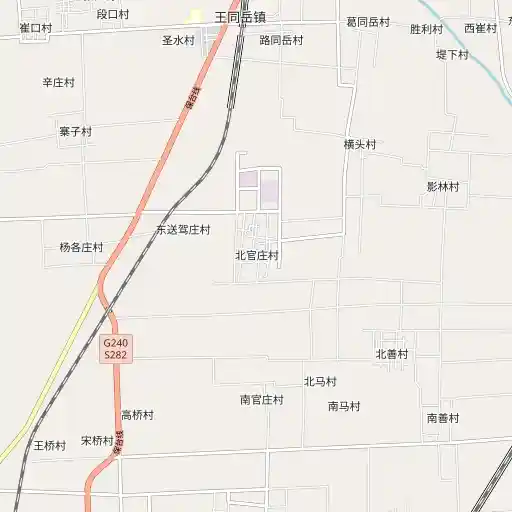 段口村
王同岳镇
崔口村
葛同岳村
胜利村
西崔村
圣水村
路同岳村
堤下村
辛庄村
保台线
寨子村
横头村
影林村
东送驾庄村
杨各庄村
北官庄村
G240
S282
北善村
北马村
南官庄村
南马村
高桥村
南善村
宋桥村
保台线
王桥村